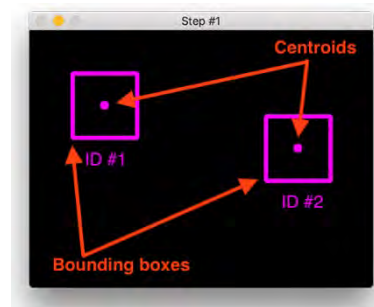 Step #1
Centroids
ID #1
ID #2
Bounding boxes